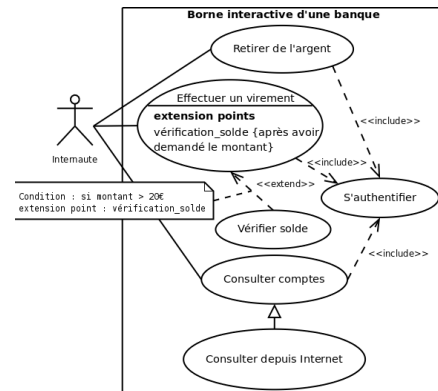 Borne interactive d'une banque
Retirer de l'argent
Effectuer un virement
extension points
vérification_solde {après avoir
demandé le montant}
<<include>>
Internaute
<<include>>
<<extend>>
Condition : si montant > 20€
extension point : vérification_solde
S'authentifier
Vérifier solde
<<include>>
Consulter comptes
Consulter depuis Internet